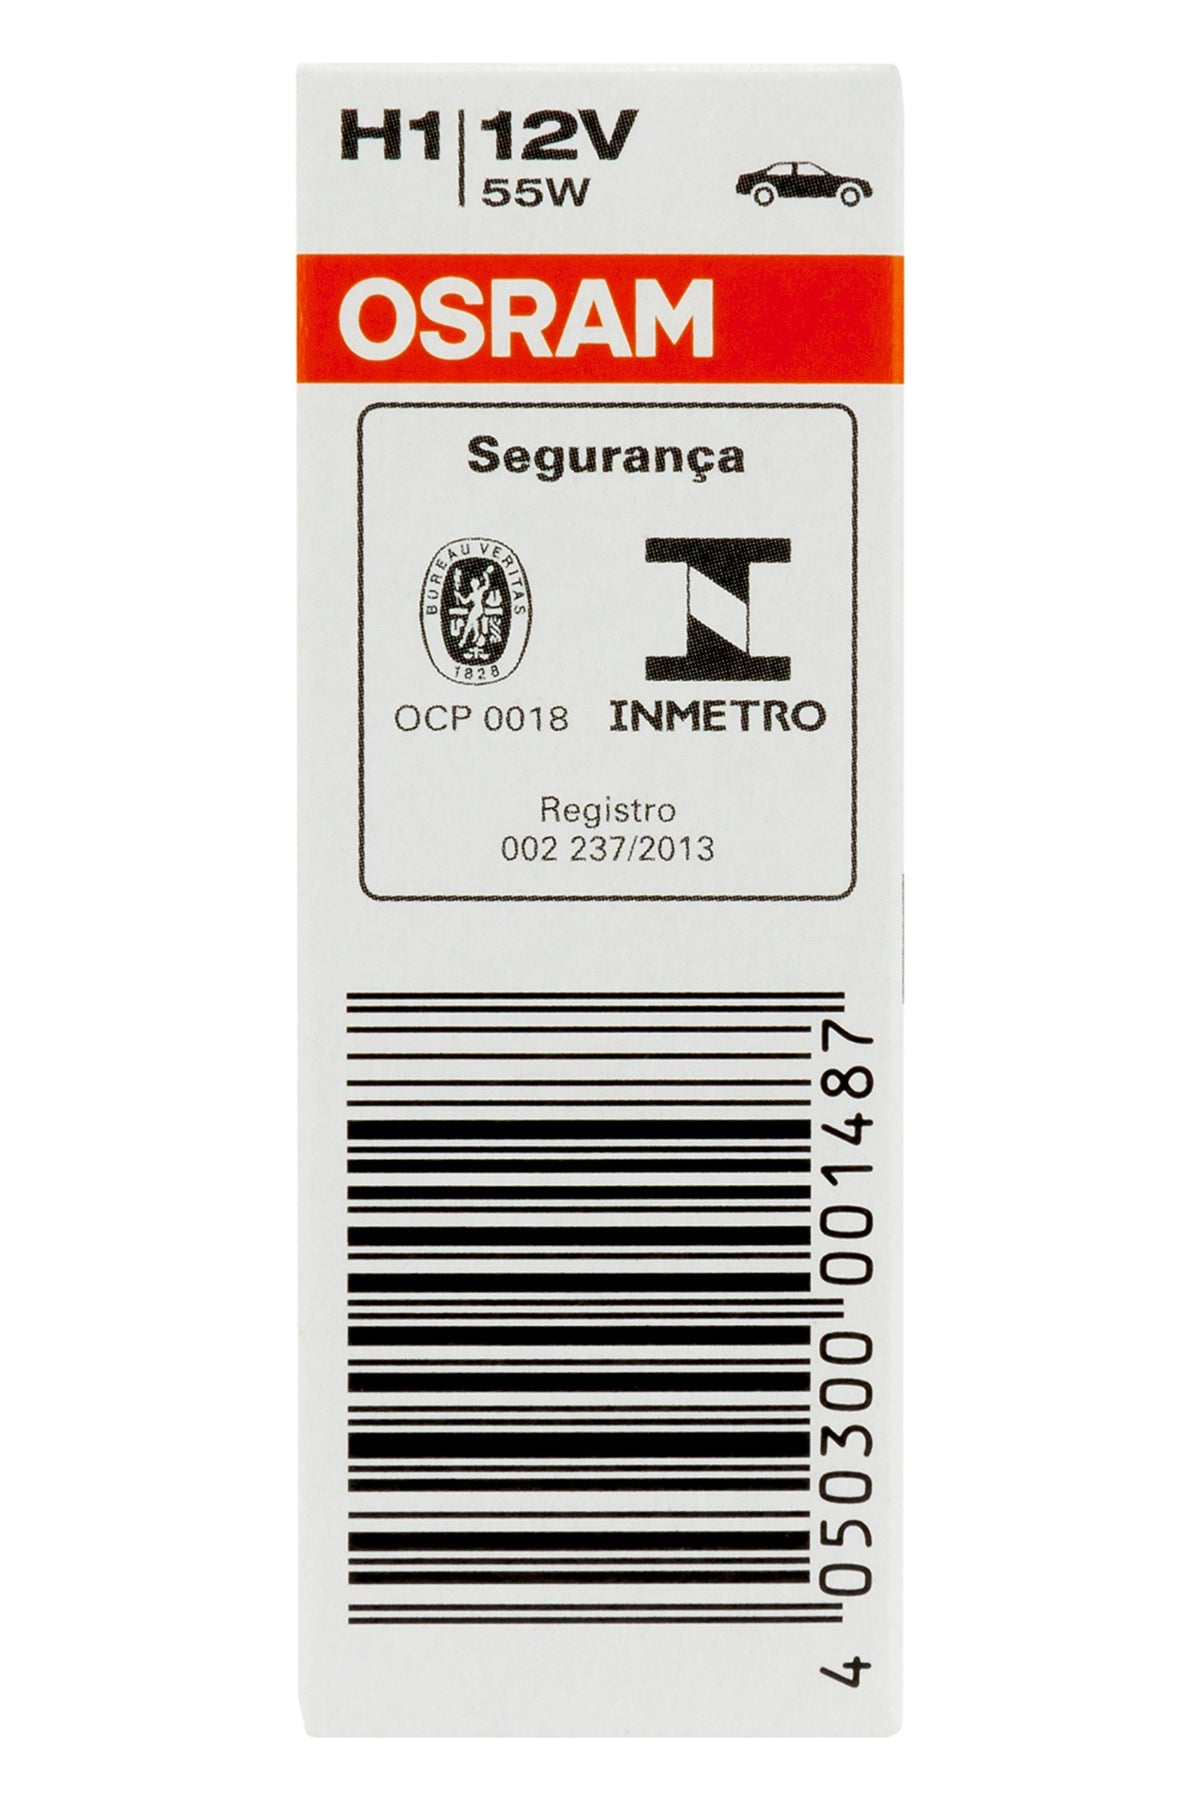 H1 12V
55W
OSRAM
Segurança
BUREAU VERITAS
1828
OCP 0018
INMETRO
Registro
002 237/2013
4 050300 001487